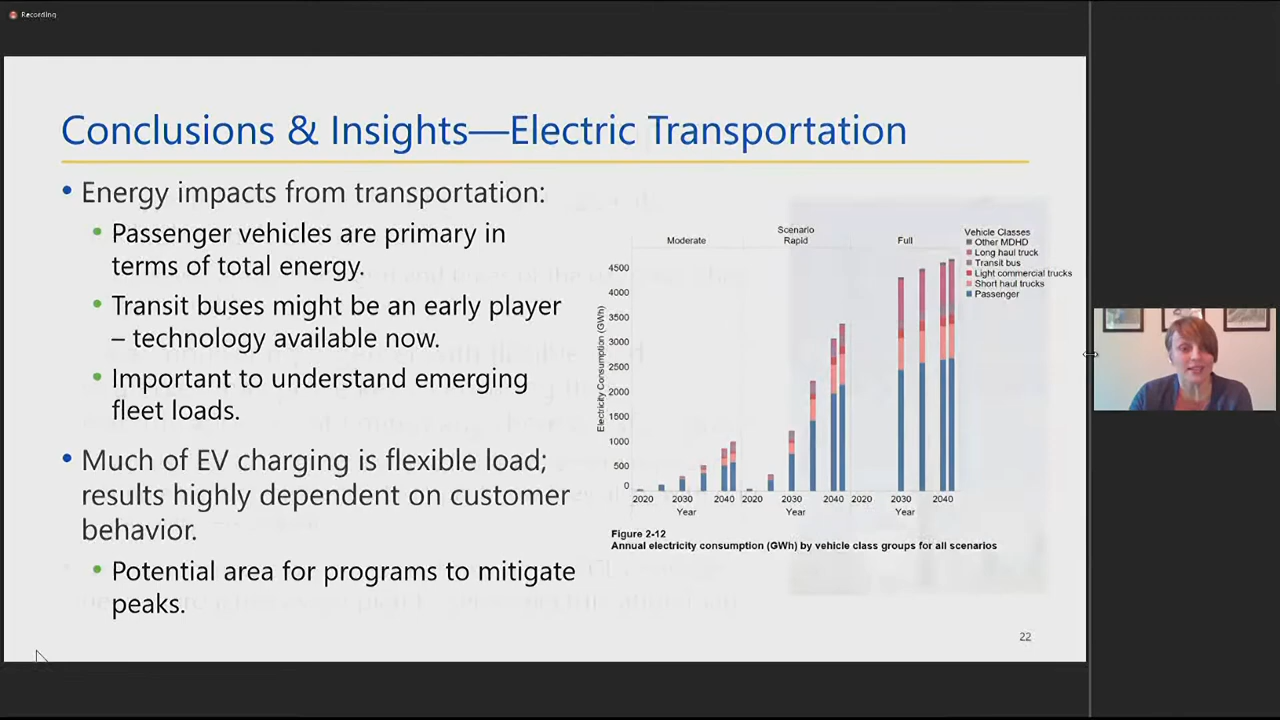 Recording
Conclusions & Insights—Electric Transportation
• Energy impacts from transportation:
• Passenger vehicles are primary in
terms of total energy.
• Transit buses might be an early player
– technology available now.
• Important to understand emerging
fleet loads.
• Much of EV charging is flexible load;
results highly dependent on customer
behavior.
• Potential area for programs to mitigate
peaks.
Scenario
Moderate Rapid Full
Vehicle Classes
Other MDHD
Long haul truck
Transit bus
Light commercial trucks
Short haul trucks
Passenger
Electricity Consumption (GWh)
4500
4000
3500
3000
2500
2000
1500
1000
500
0
2020 2030 2040 2020 2030 2040 2020 2030 2040
Year Year Year
Figure 2-12
Annual electricity consumption (GWh) by vehicle class groups for all scenarios
22